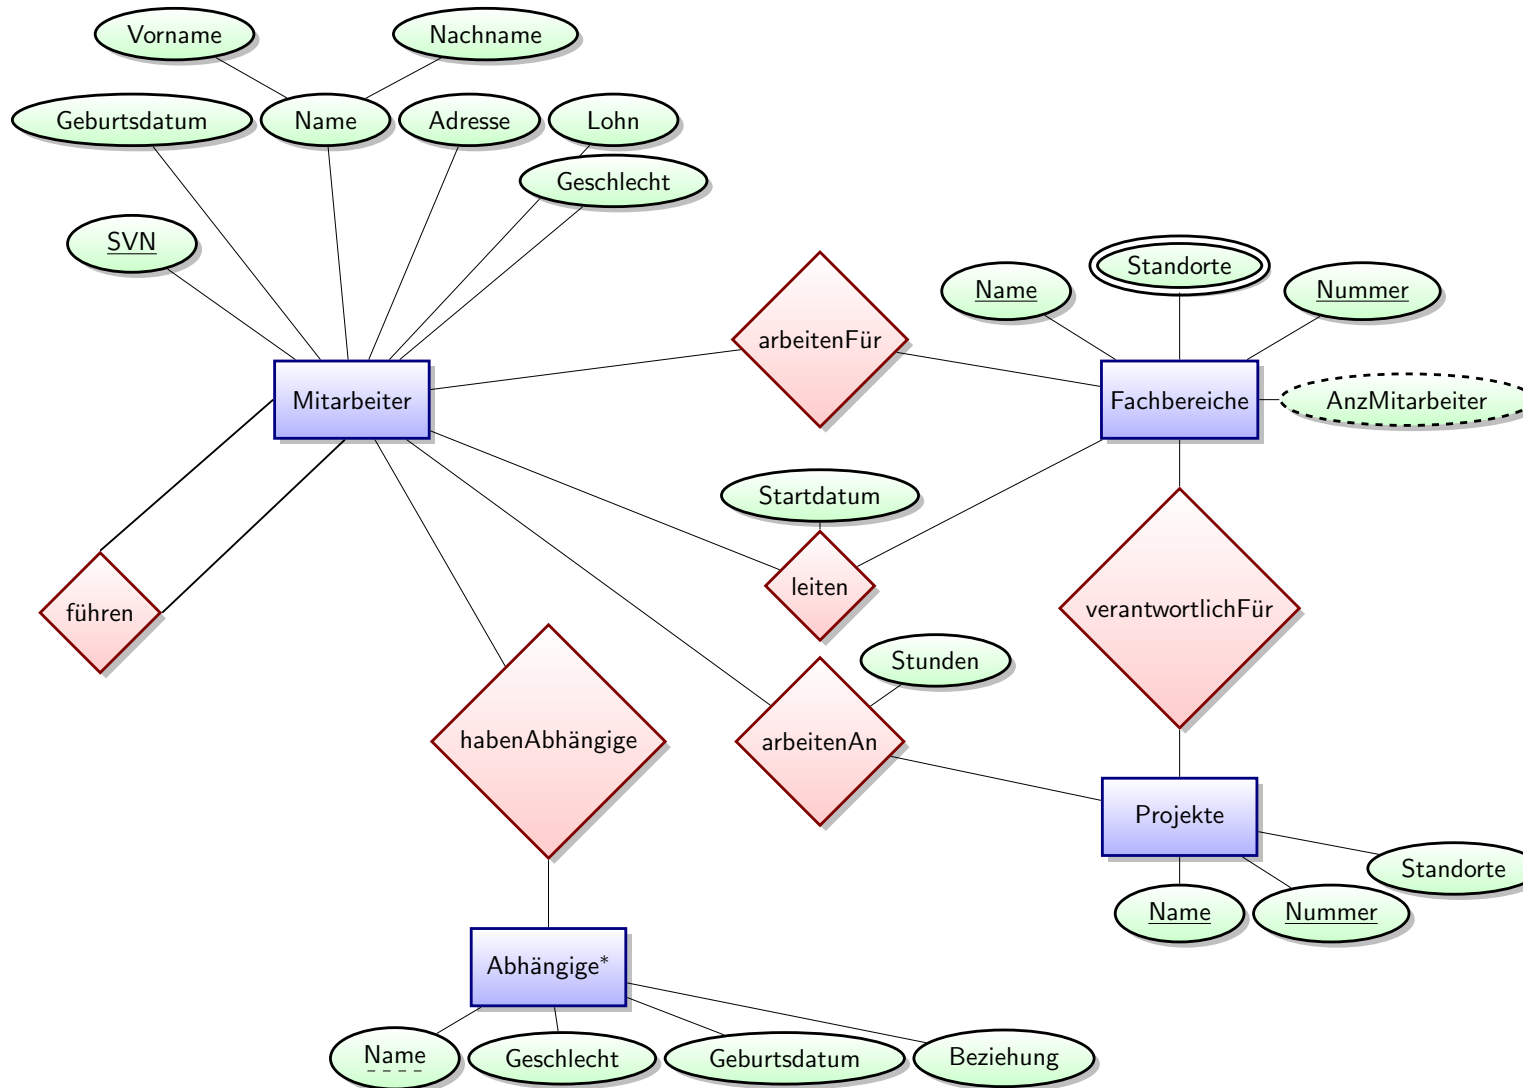 Vorname
Nachname
Geburtsdatum
Name
Adresse
Lohn
Geschlecht
SVN
Standorte
Name
Nummer
arbeitenFür
Mitarbeiter
Fachbereiche
AnzMitarbeiter
Startdatum
leiten
führen
verantwortlichFür
Stunden
habenAbhängige
arbeitenAn
Projekte
Standorte
Name
Nummer
Abhängige*
Name
Geschlecht
Geburtsdatum
Beziehung